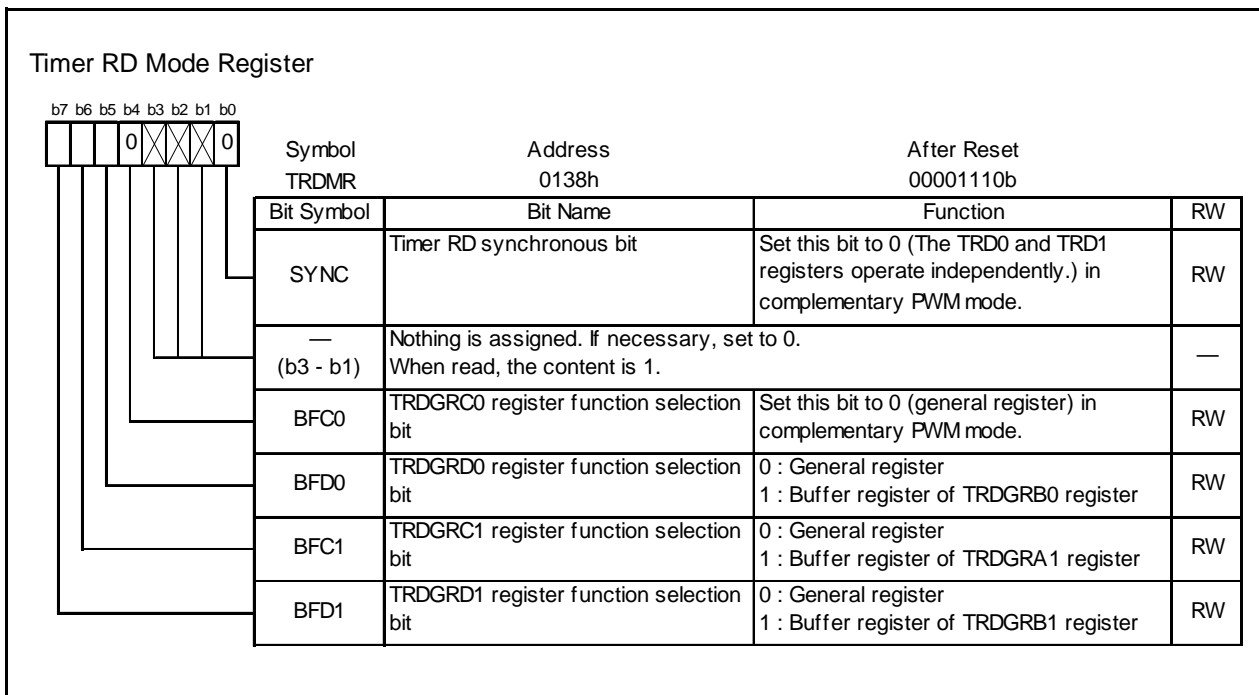 Timer RD Mode Register
b7 b6 b5 b4 b3 b2 b1 b0
0 0
Symbol Address After Reset
TRDMR 0138h 00001110b
Bit Symbol Bit Name Function RW
SYNC Timer RD synchronous bit Set this bit to 0 (The TRD0 and TRD1
registers operate independently.) in
complementary PWM mode. RW
— Nothing is assigned. If necessary, set to 0.
(b3 - b1) When read, the content is 1. —
BFC0 TRDGRC0 register function selection Set this bit to 0 (general register) in
bit complementary PWM mode. RW
BFD0 TRDGRD0 register function selection 0 : General register
bit 1 : Buffer register of TRDGRB0 register RW
BFC1 TRDGRC1 register function selection 0 : General register
bit 1 : Buffer register of TRDGRA1 register RW
BFD1 TRDGRD1 register function selection 0 : General register
bit 1 : Buffer register of TRDGRB1 register RW